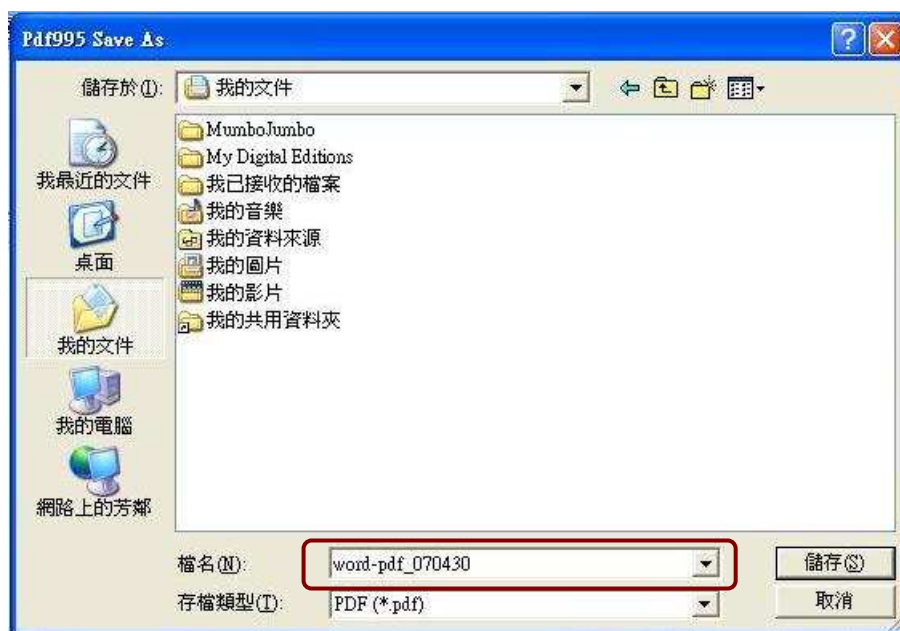 Pdf995 Save As
儲存於(I): 我的文件
MumboJumbo
My Digital Editions
我已接收的檔案
我的音樂
我的資料來源
我的圖片
我的影片
我的共用資料夾
我最近的文件
桌面
我的文件
我的電腦
網路上的芳鄰
檔名(N): word-pdf_070430 儲存(S)
存檔類型(T): PDF (*.pdf) 取消